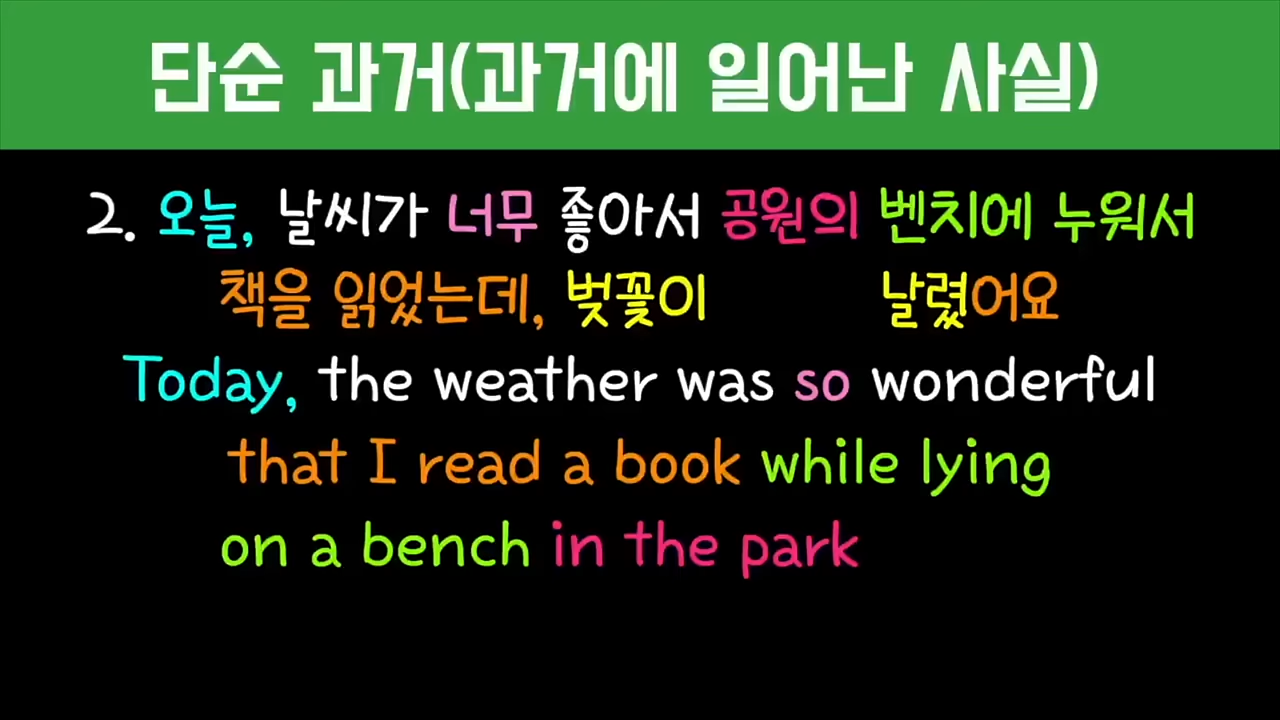 단순 과거(과거에 일어난 사실)
2. 오늘, 날씨가 너무 좋아서 공원의 벤치에 누워서
책을 읽었는데, 벚꽃이 날렸어요
Today, the weather was so wonderful
that I read a book while lying
on a bench in the park